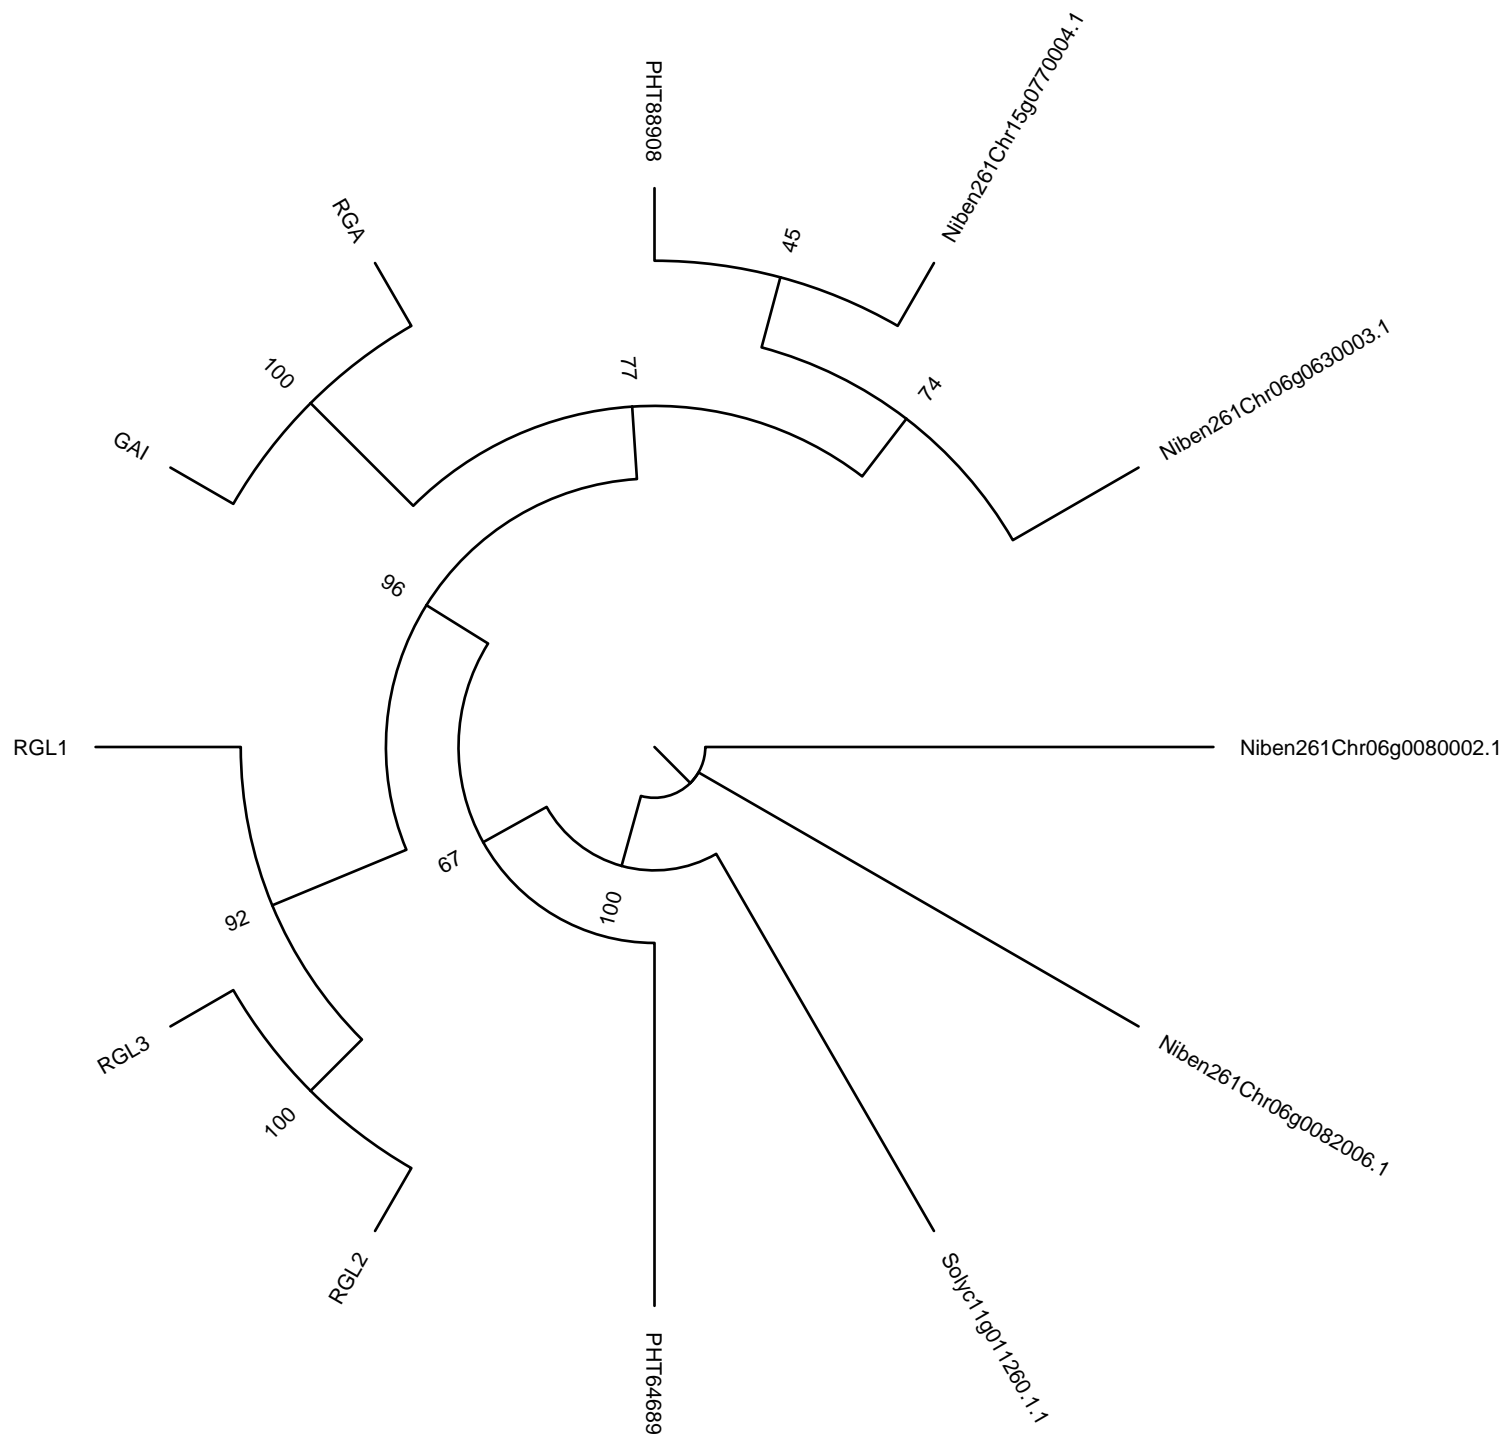 Niben261Chr15g0770004.1
PHT88908
RGA
45
Niben261Chr06g0630003.1
77
100
74
GAI
96
RGL1
Niben261Chr06g0080002.1
67
92
100
RGL3
100
Niben261Chr06g0082006.1
RGL2
Solyc11g011260.1.1
PHT64689